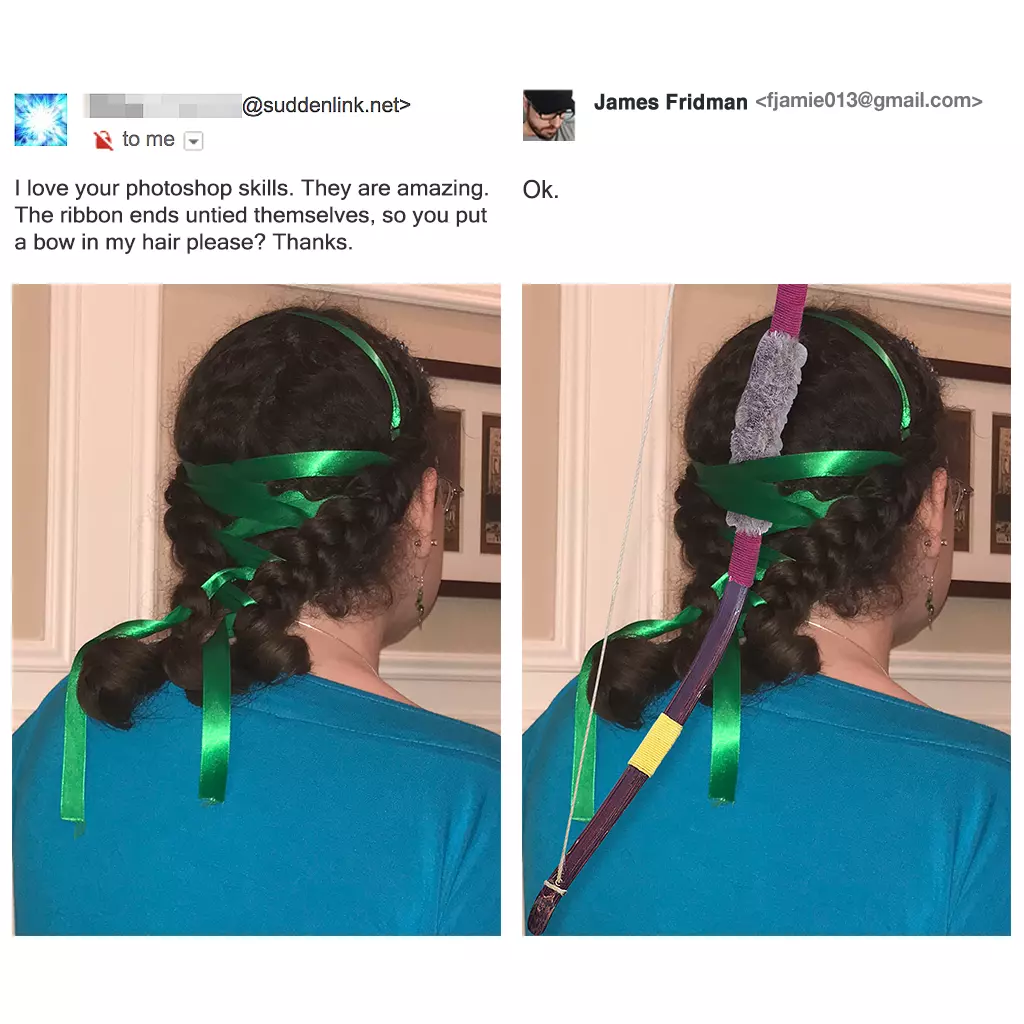 @suddenlink.net>
to me
I love your photoshop skills. They are amazing.
The ribbon ends untied themselves, so you put
a bow in my hair please? Thanks.
James Fridman <fjamie013@gmail.com>
Ok.